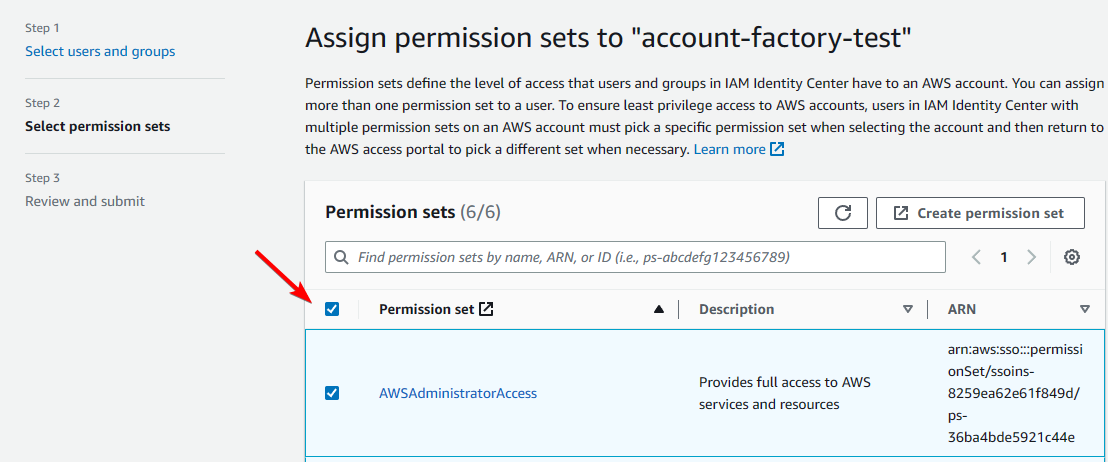 Step 1
Select users and groups
Step 2
Select permission sets
Step 3
Review and submit
Assign permission sets to "account-factory-test"
Permission sets define the level of access that users and groups in IAM Identity Center have to an AWS account. You can assign
more than one permission set to a user. To ensure least privilege access to AWS accounts, users in IAM Identity Center with
multiple permission sets on an AWS account must pick a specific permission set when selecting the account and then return to
the AWS access portal to pick a different set when necessary. Learn more
Permission sets (6/6)
Create permission set
Find permission sets by name, ARN, or ID (i.e., ps-abcdefg123456789)
1
Permission set
Description
ARN
AWSAdministratorAccess
Provides full access to AWS
services and resources
arn:aws:sso:::permissi
onSet/ssoins-
8259ea62e61f849d/
ps-
36ba4bde5921c44e